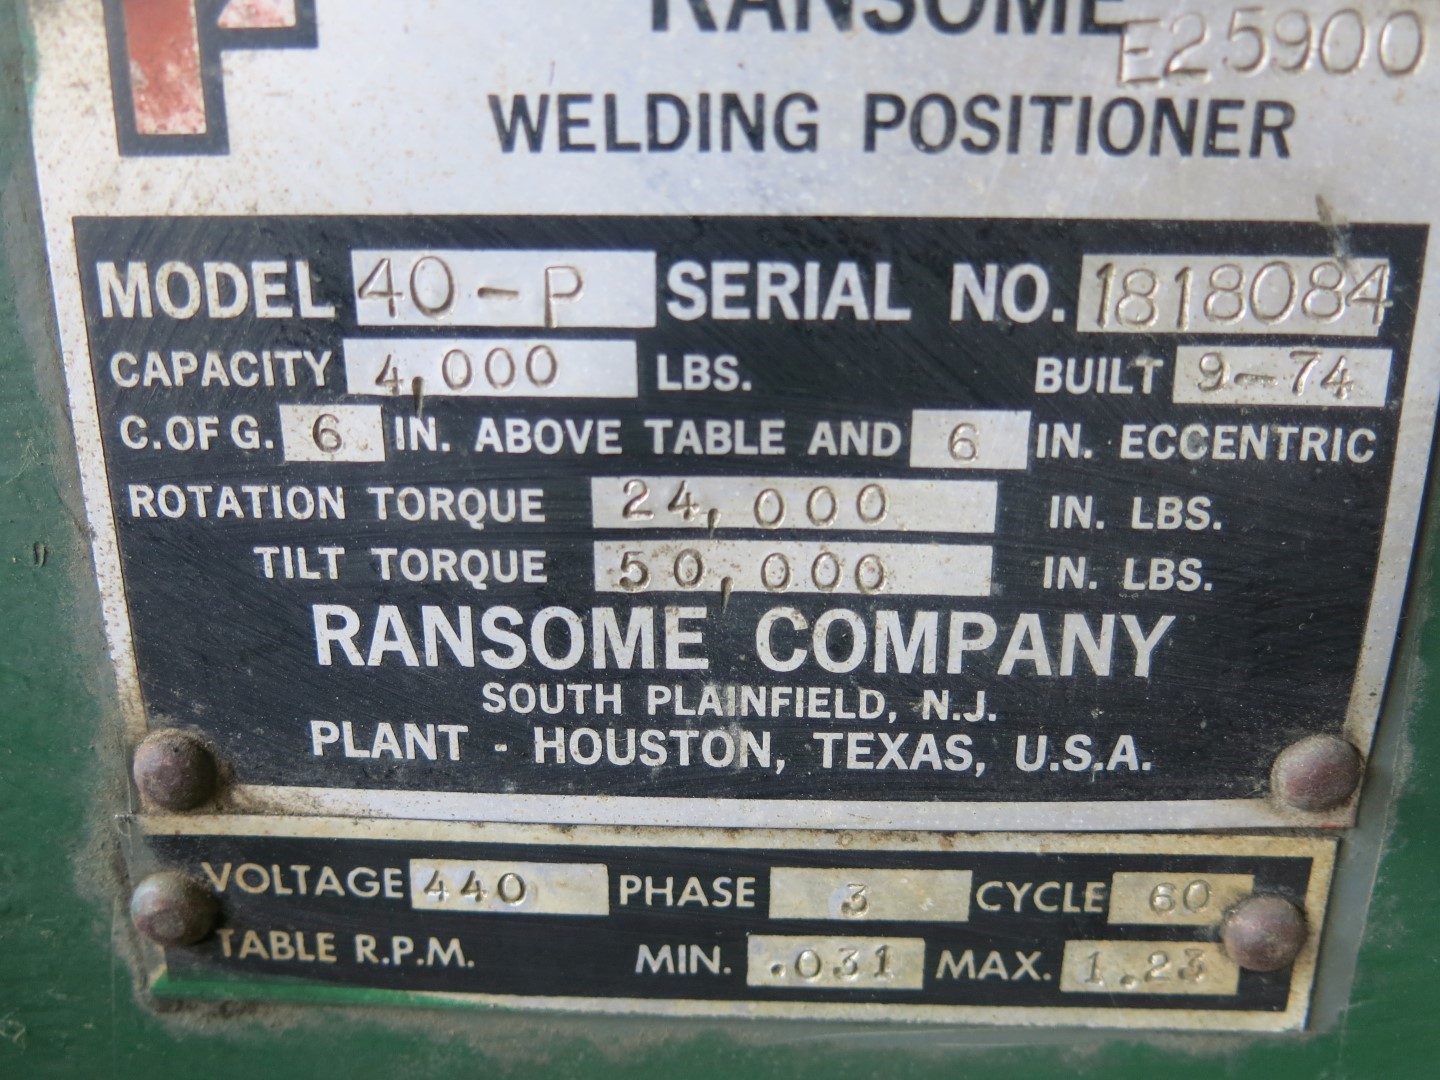 RANSOME
E25900
WELDING POSITIONER
MODEL 40-P SERIAL NO. 1818084
CAPACITY 4,000 LBS. BUILT 9-74
C. OF G. 6 IN. ABOVE TABLE AND 6 IN. ECCENTRIC
ROTATION TORQUE 24,000 IN. LBS.
TILT TORQUE 50,000 IN. LBS.
RANSOME COMPANY
SOUTH PLAINFIELD, N.J.
PLANT - HOUSTON, TEXAS, U.S.A.
VOLTAGE 440 PHASE 3 CYCLE 60
TABLE R.P.M. MIN. .031 MAX. 1.23